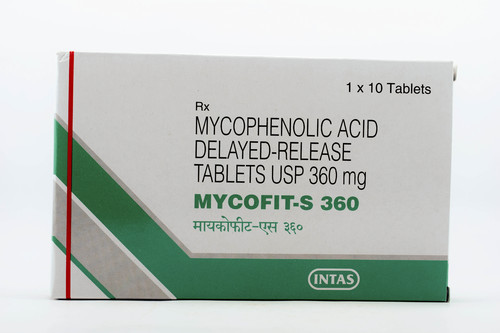 1 x 10 Tablets
Rx
MYCOPHENOLIC ACID
DELAYED-RELEASE
TABLETS USP 360 mg
MYCOFIT-S 360
मायकोफीट-एस ३६०
INTAS